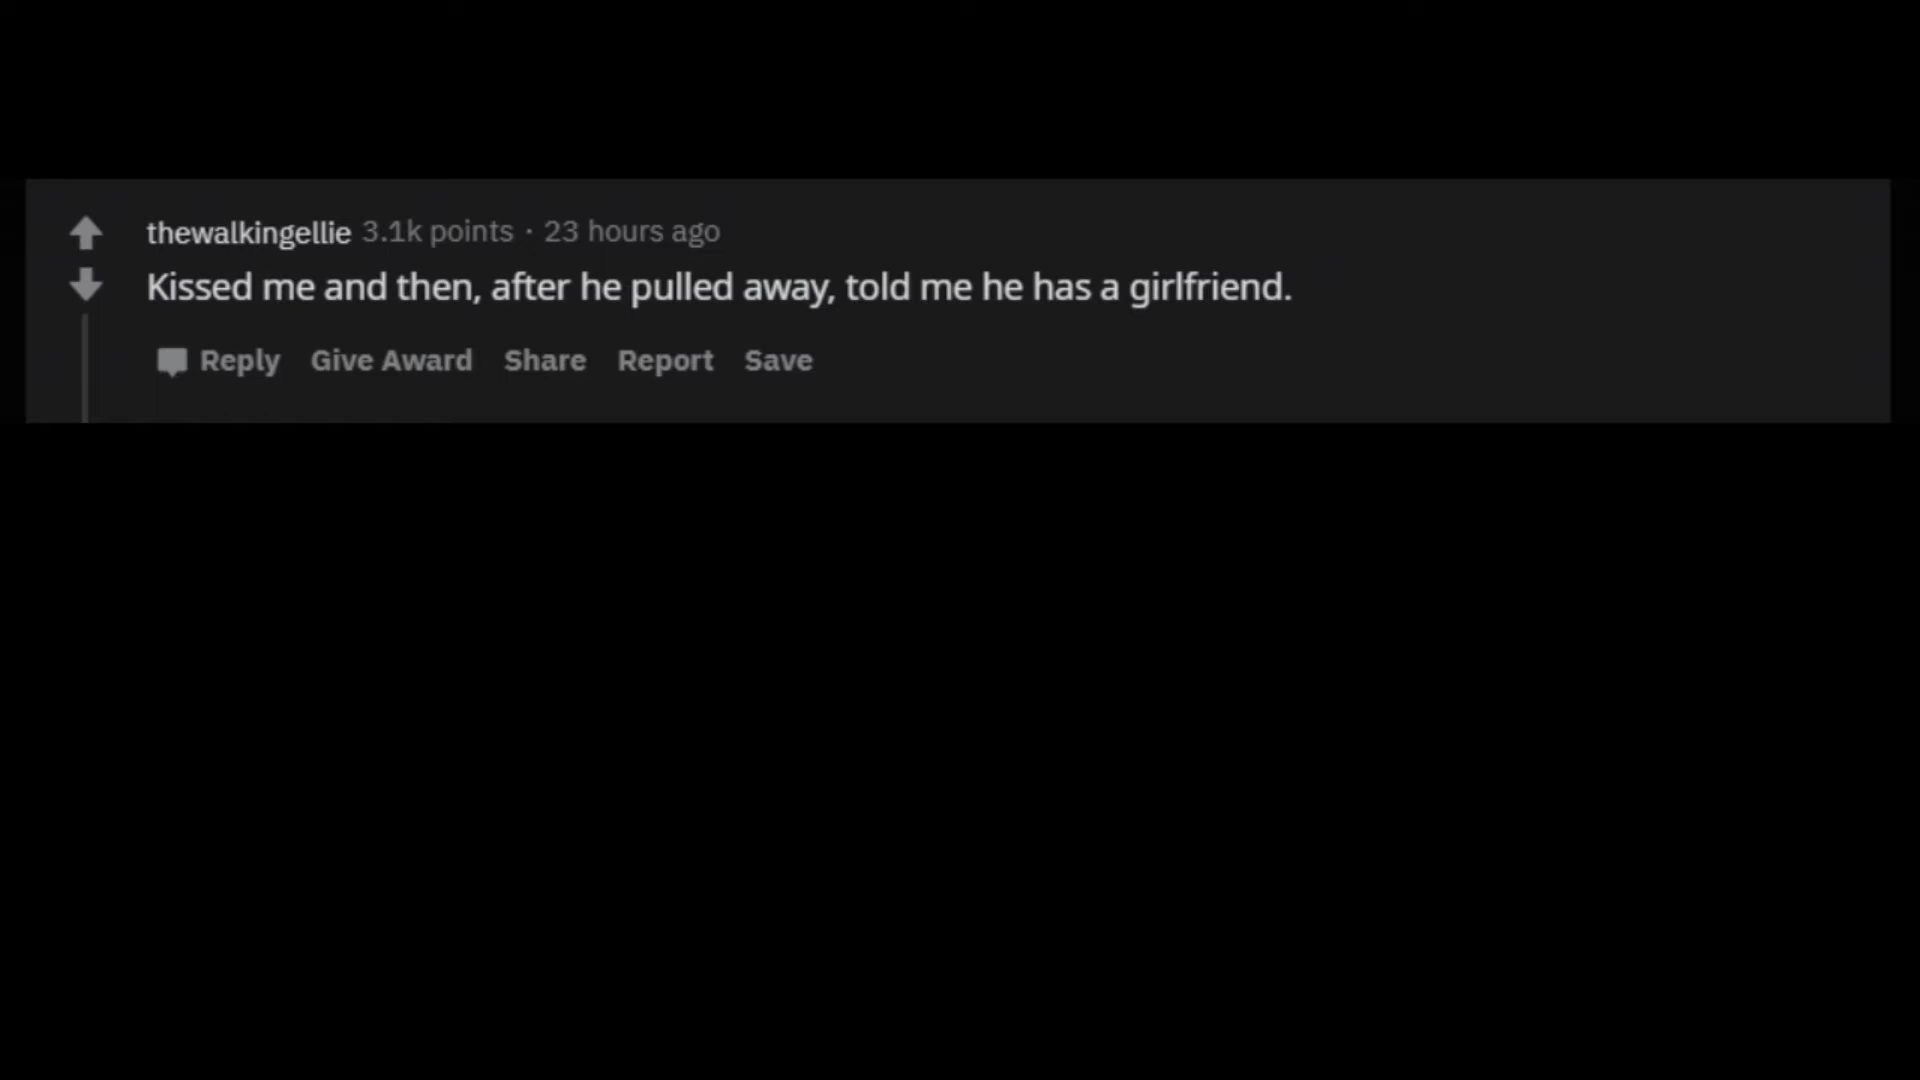 thewalkingellie 3.1k points · 23 hours ago
Kissed me and then, after he pulled away, told me he has a girlfriend.
Reply Give Award Share Report Save